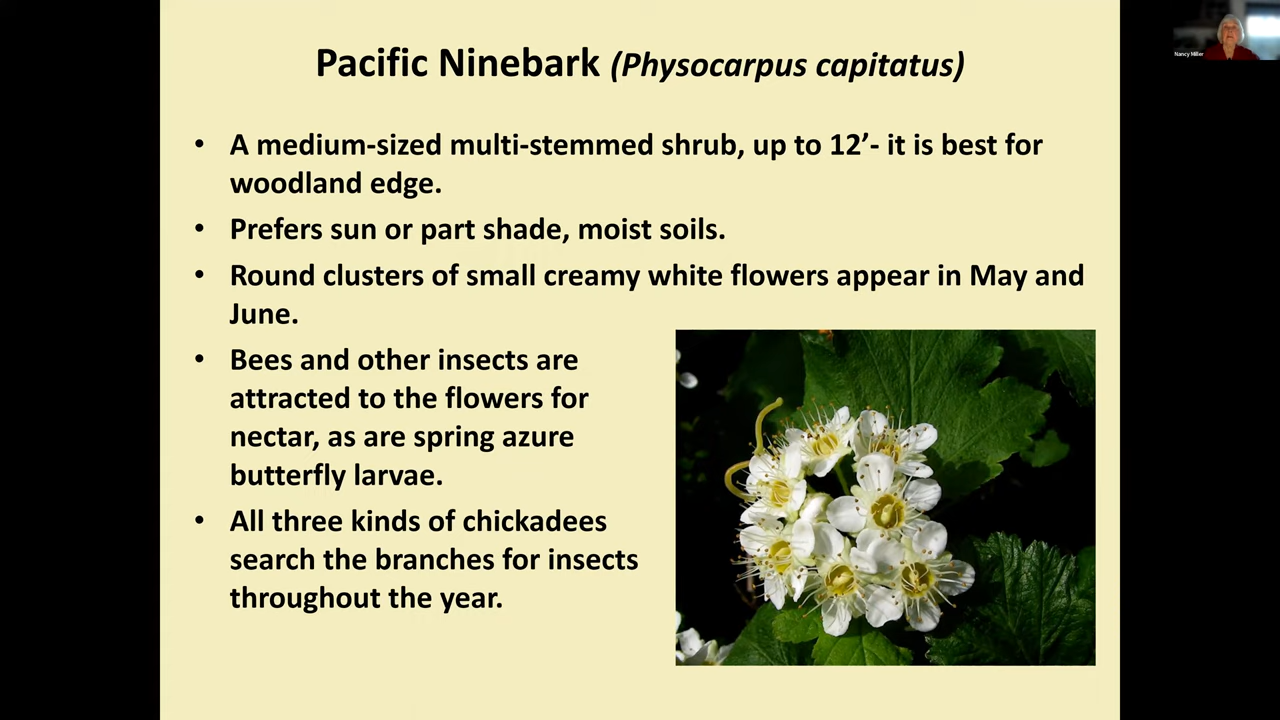 Pacific Ninebark (Physocarpus capitatus)
• A medium-sized multi-stemmed shrub, up to 12’- it is best for
woodland edge.
• Prefers sun or part shade, moist soils.
• Round clusters of small creamy white flowers appear in May and
June.
• Bees and other insects are
attracted to the flowers for
nectar, as are spring azure
butterfly larvae.
• All three kinds of chickadees
search the branches for insects
throughout the year.
Nancy Miller